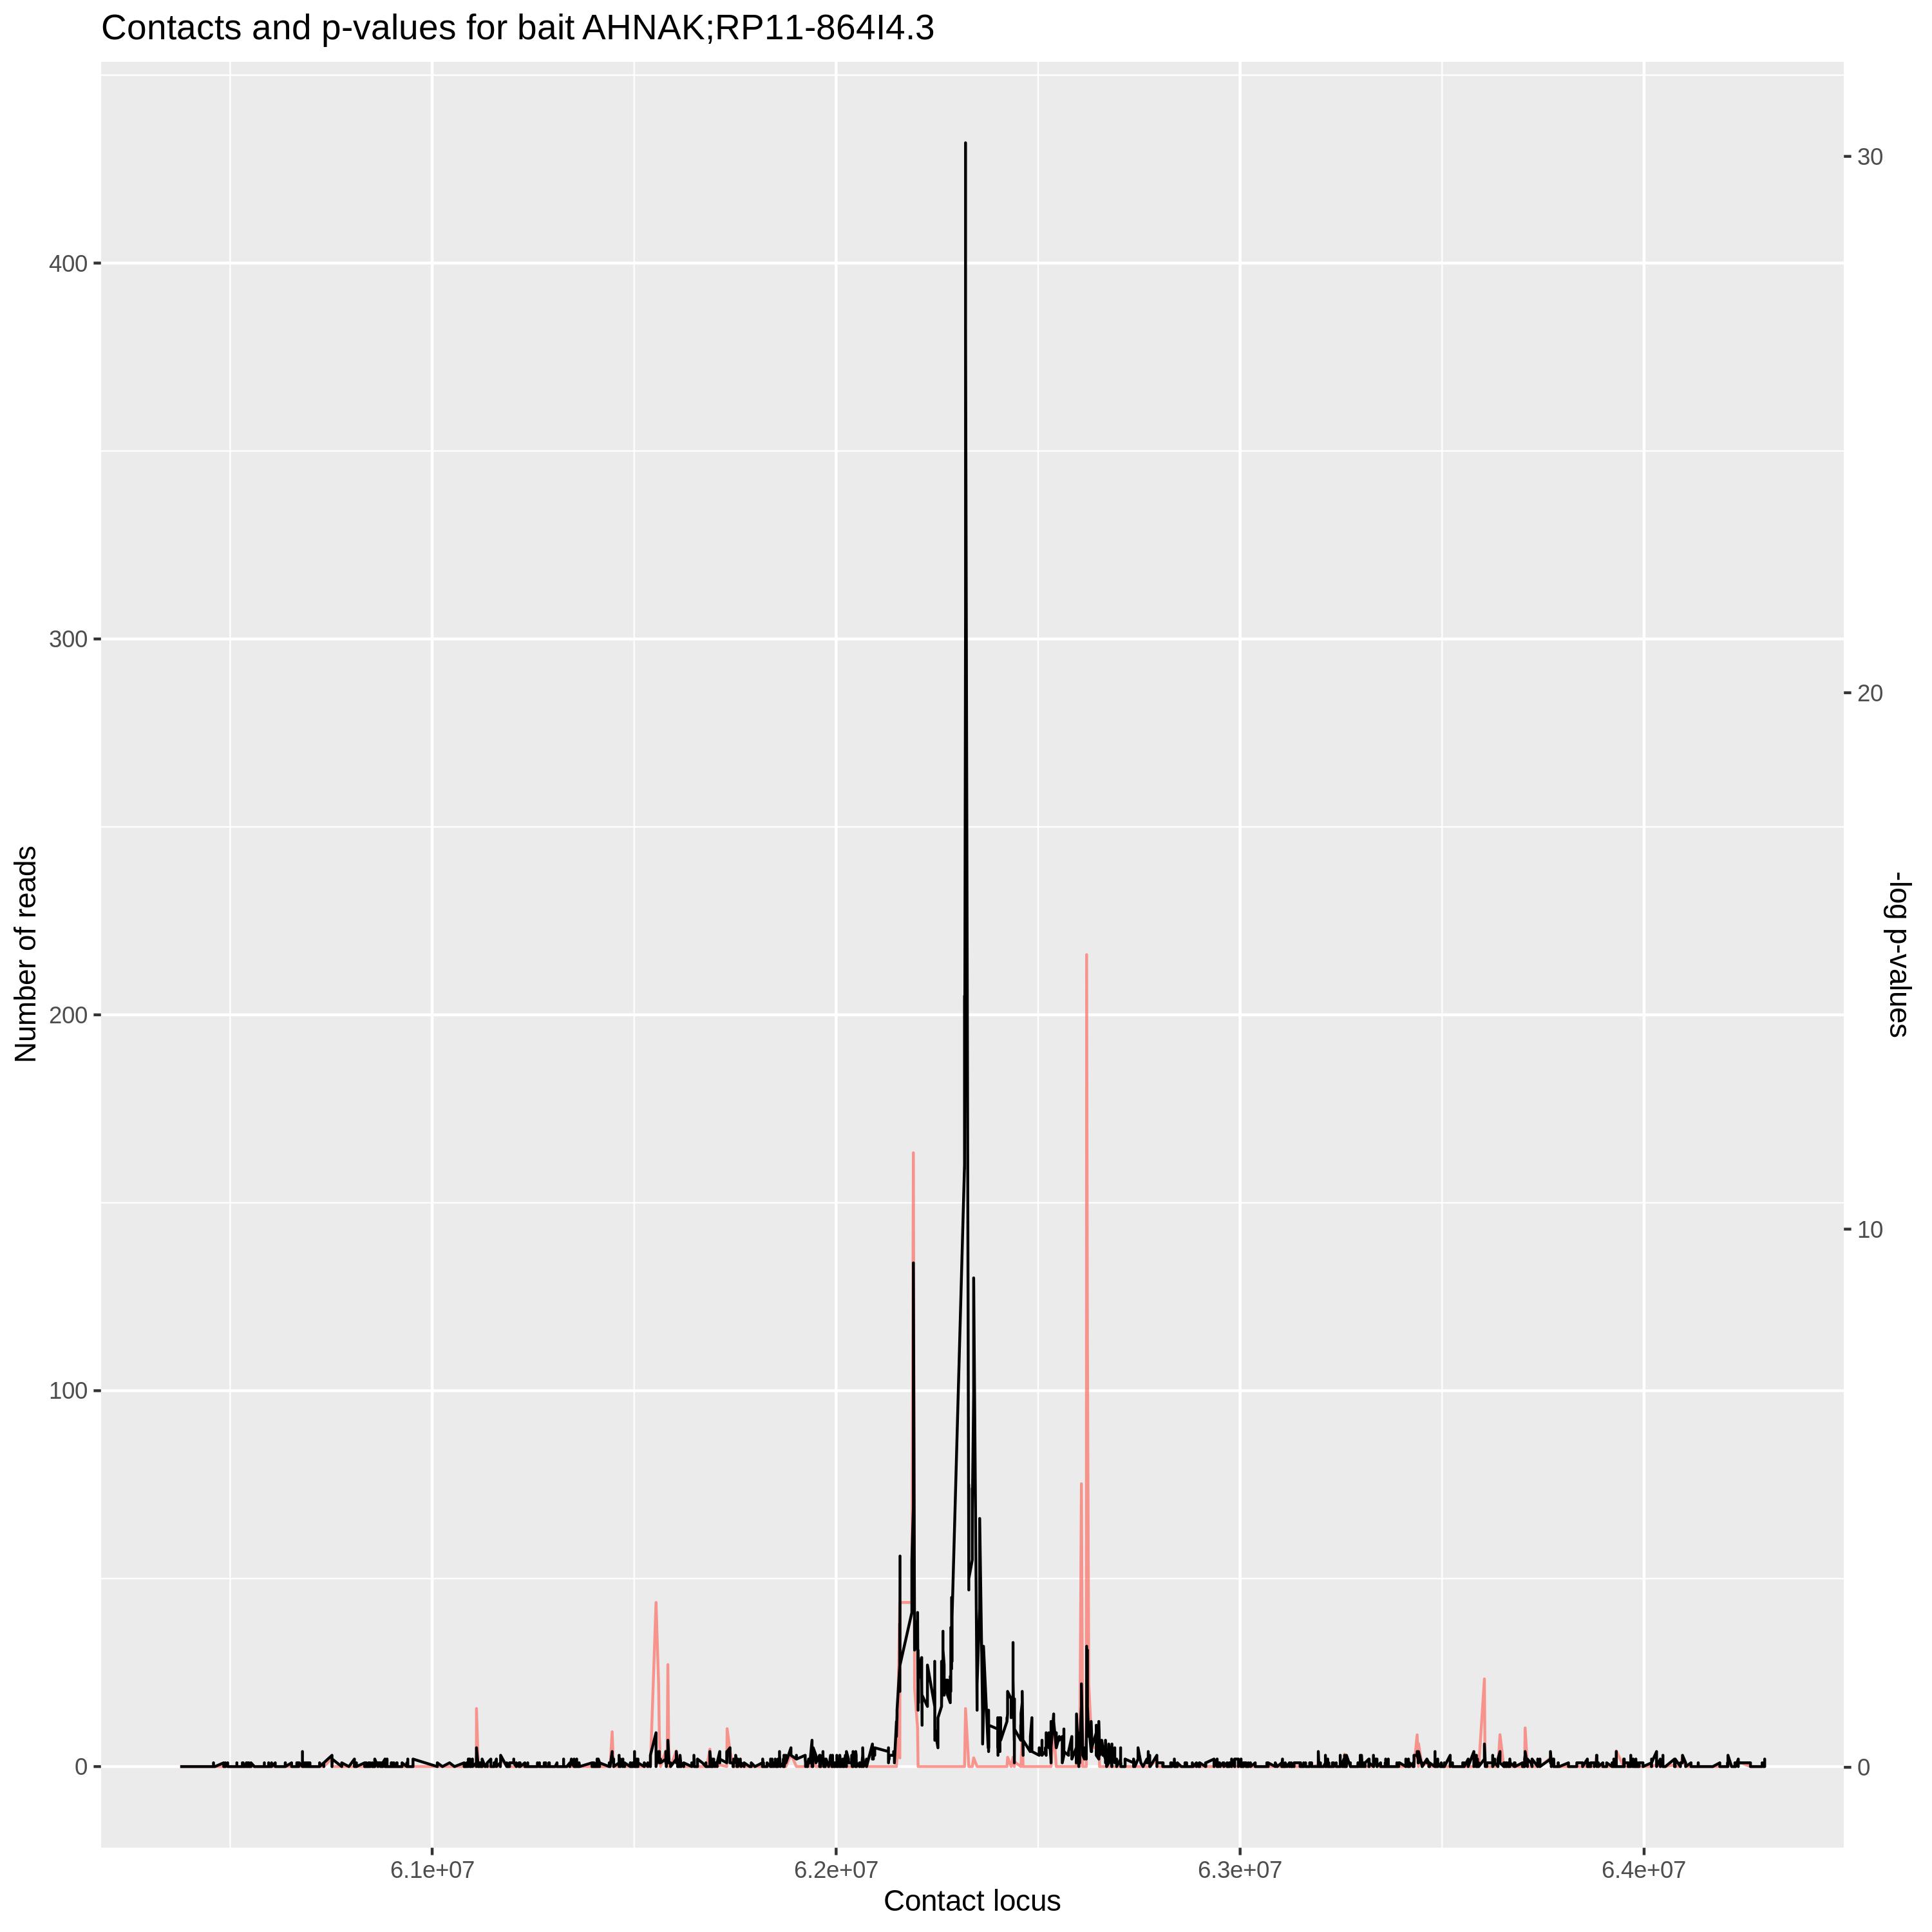 Contacts and p-values for bait AHNAK;RP11-864I4.3
Number of reads
400
300
200
100
0
-log p-values
30
20
10
0
6.1e+07
6.2e+07
6.3e+07
6.4e+07
Contact locus